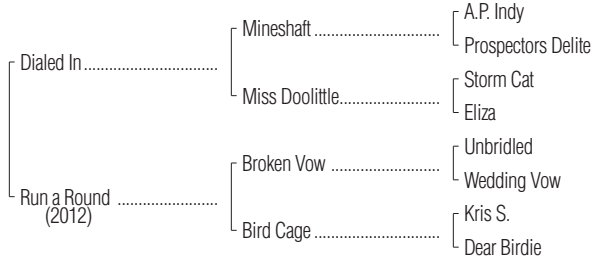 A.P. Indy
Mineshaft
Prospectors Delite
Dialed In
Storm Cat
Miss Doolittle
Eliza
Unbridled
Broken Vow
Wedding Vow
Run a Round
(2012)
Kris S.
Bird Cage
Dear Birdie